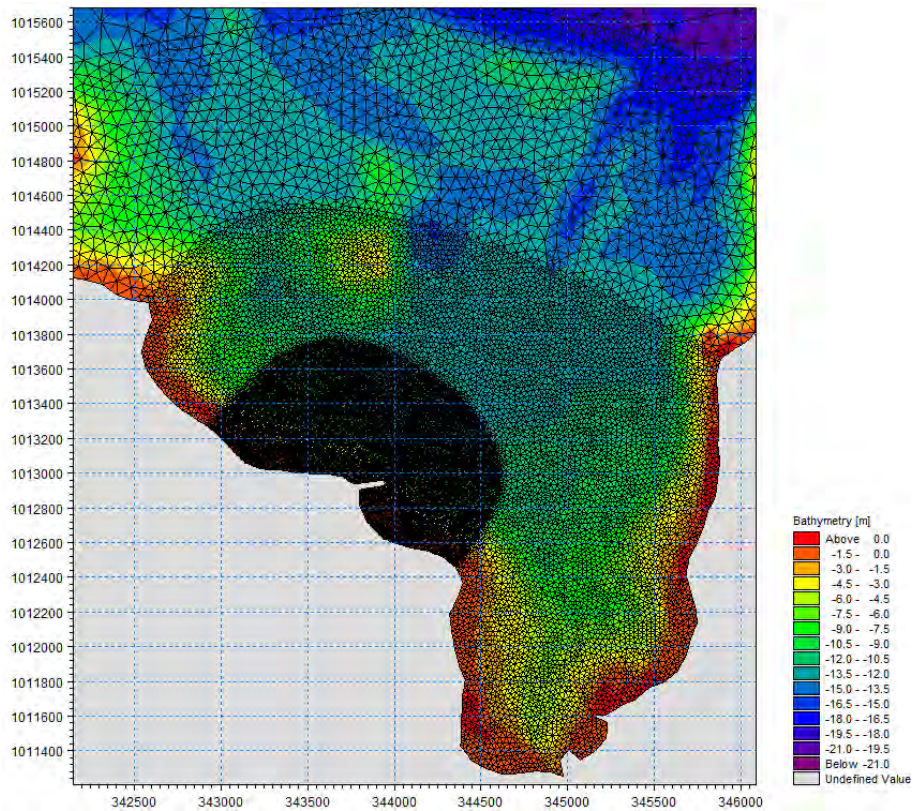 1015600
1015400
1015200
1015000
1014800
1014600
1014400
1014200
1014000
1013800
1013600
1013400
1013200
1013000
1012800
1012600
1012400
1012200
1012000
1011800
1011600
1011400
342500 343000 343500 344000 344500 345000 345500 346000
Bathymetry [m]
Above 0.0
-1.5 - 0.0
-3.0 - -1.5
-4.5 - -3.0
-6.0 - -4.5
-7.5 - -6.0
-9.0 - -7.5
-10.5 - -9.0
-12.0 - -10.5
-13.5 - -12.0
-15.0 - -13.5
-16.5 - -15.0
-18.0 - -16.5
-19.5 - -18.0
-21.0 - -19.5
Below -21.0
Undefined Value